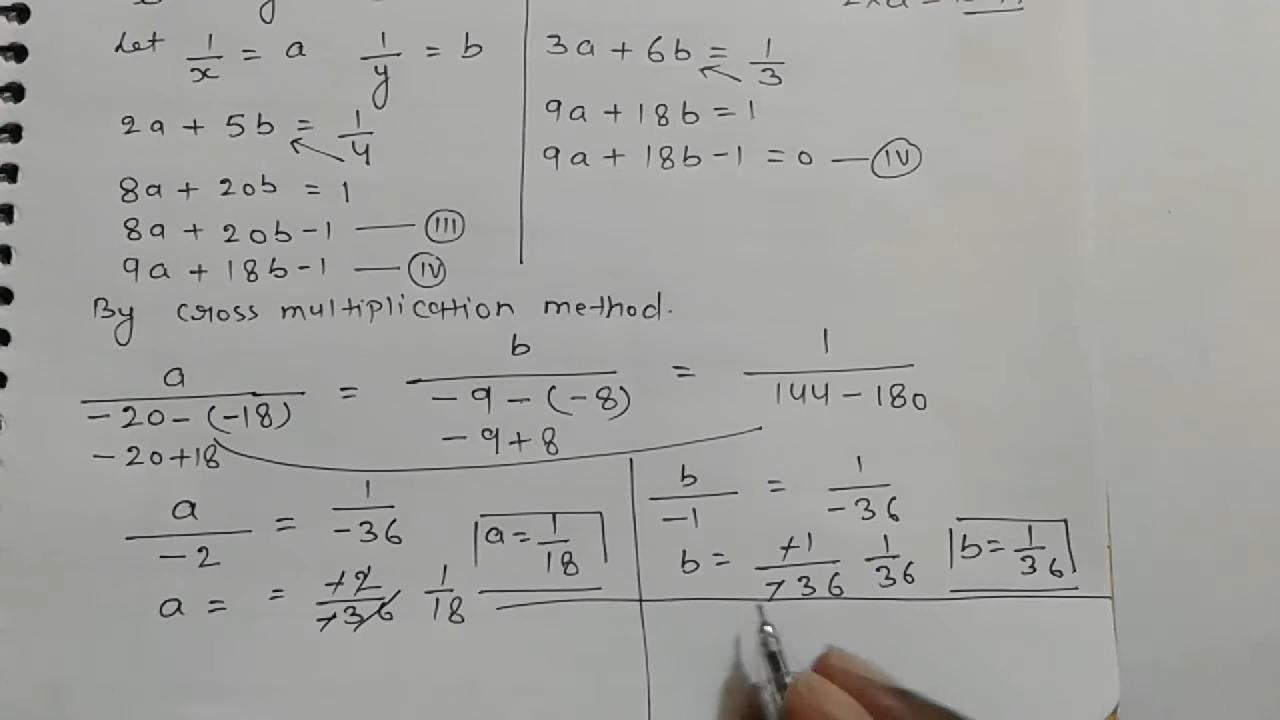 y
Let 1/x = a 1/y = b
2a + 5b = 1/4
8a + 20b = 1
8a + 20b - 1 — (III)
9a + 18b - 1 — (IV)
3a + 6b = 1/3
9a + 18b = 1
9a + 18b - 1 = 0 — (IV)
By cross multiplication method.
a/(-20 - (-18)) = b/(-9 - (-8)) = 1/(144 - 180)
-20+18 -9+8
a/-2 = 1/-36 a = 1/18
a = = +2/+36 1/18
b/-1 = 1/-36
b = +1/+36 1/36 b = 1/36